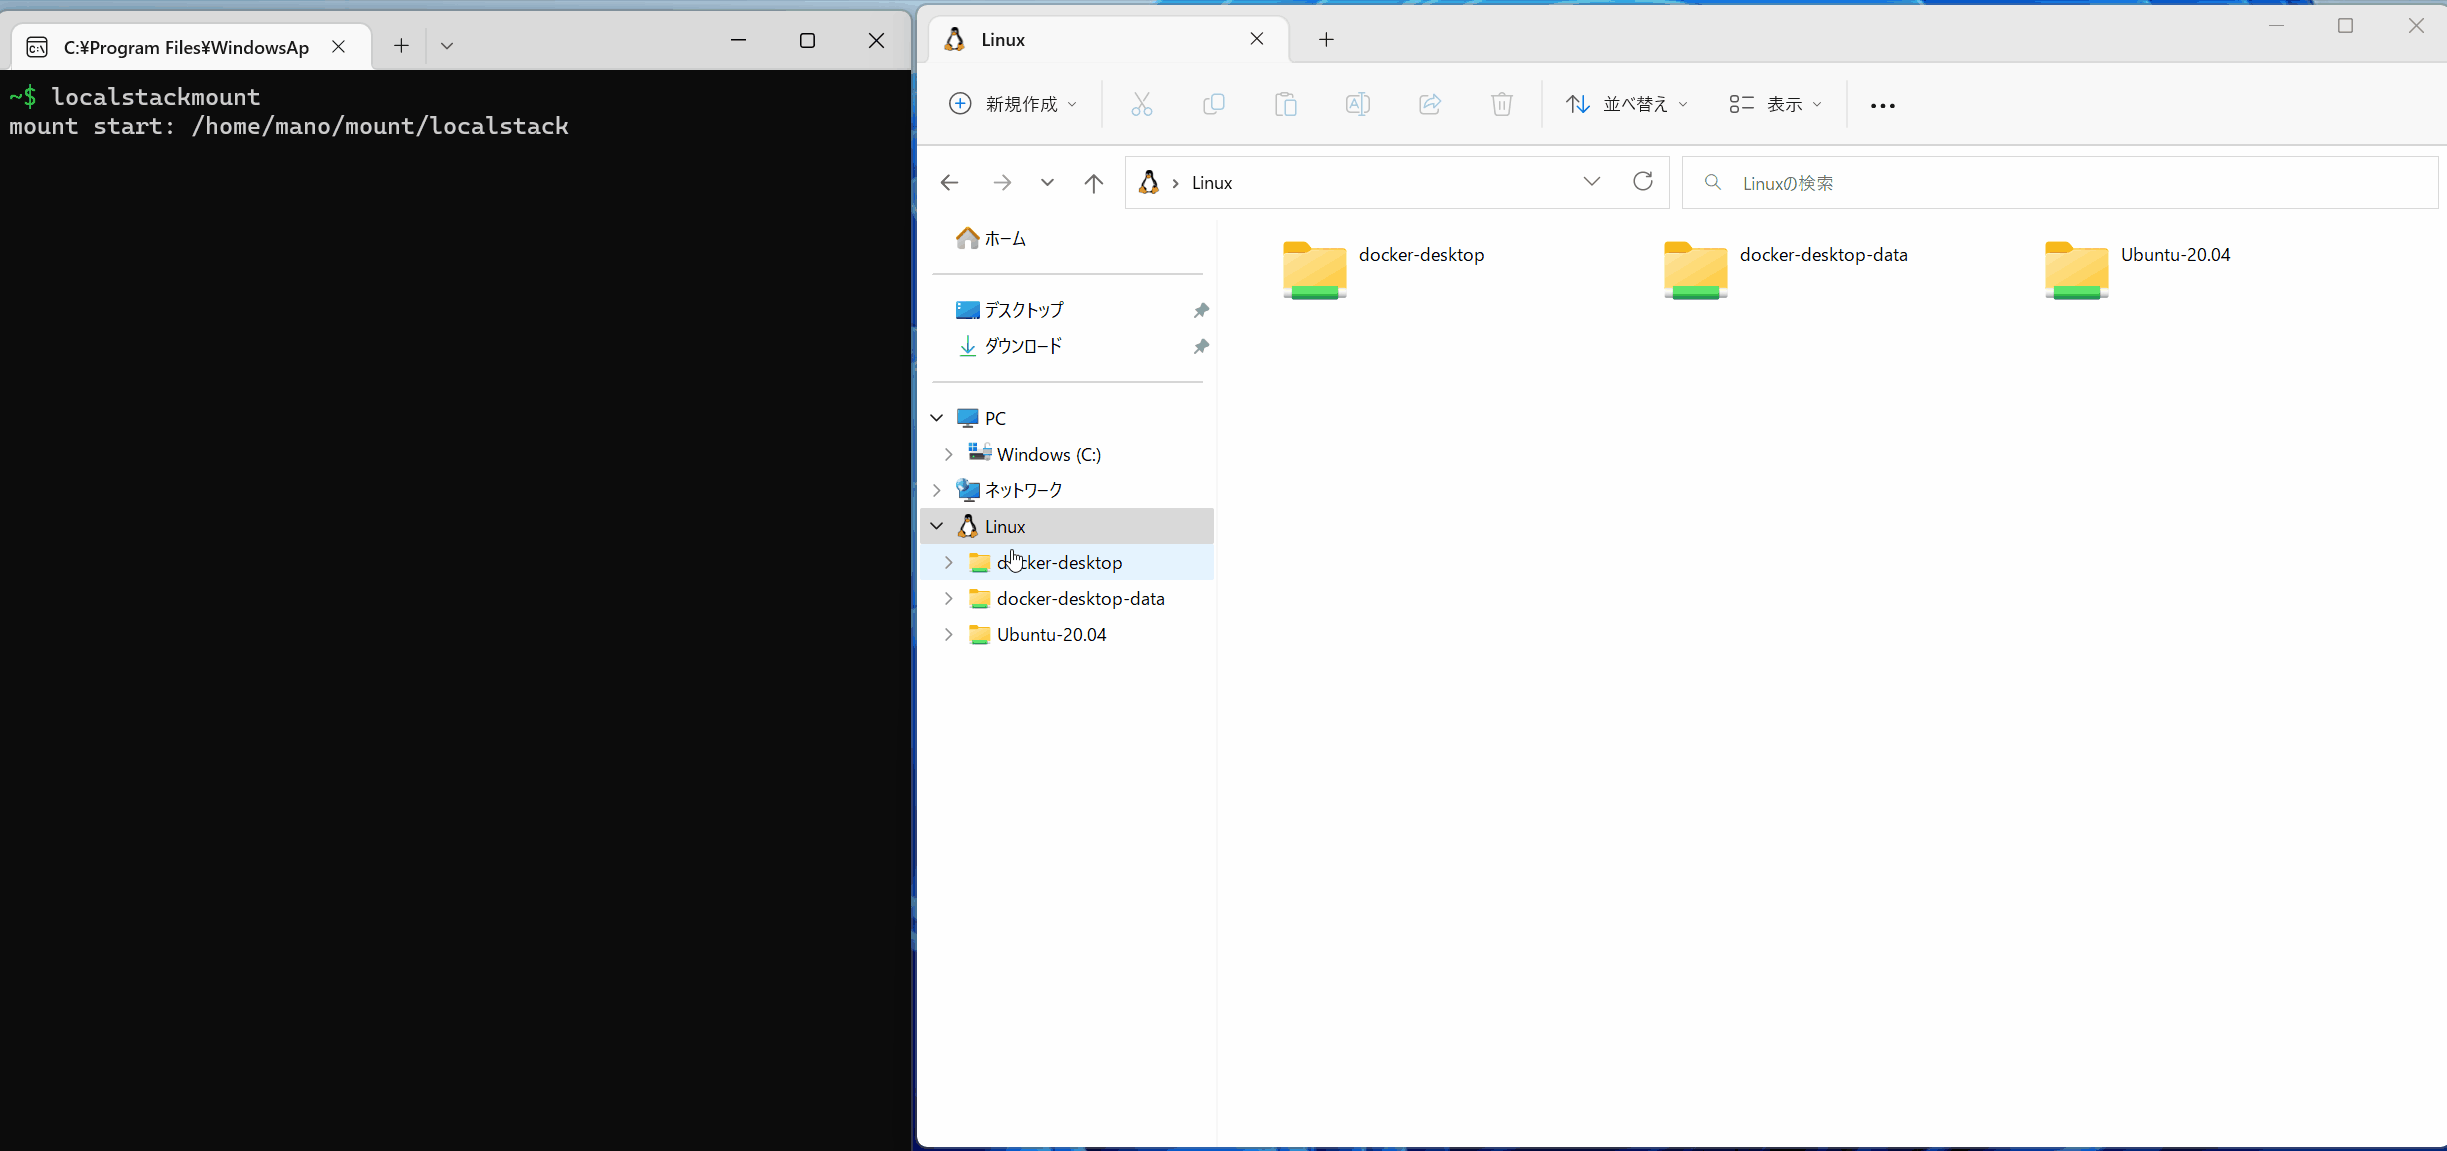 C:¥Program Files¥WindowsAp
~$ localstackmount
mount start: /home/mano/mount/localstack
Linux
新規作成
並べ替え
表示
Linux
Linuxの検索
ホーム
デスクトップ
ダウンロード
PC
Windows (C:)
ネットワーク
Linux
docker-desktop
docker-desktop-data
Ubuntu-20.04
docker-desktop
docker-desktop-data
Ubuntu-20.04